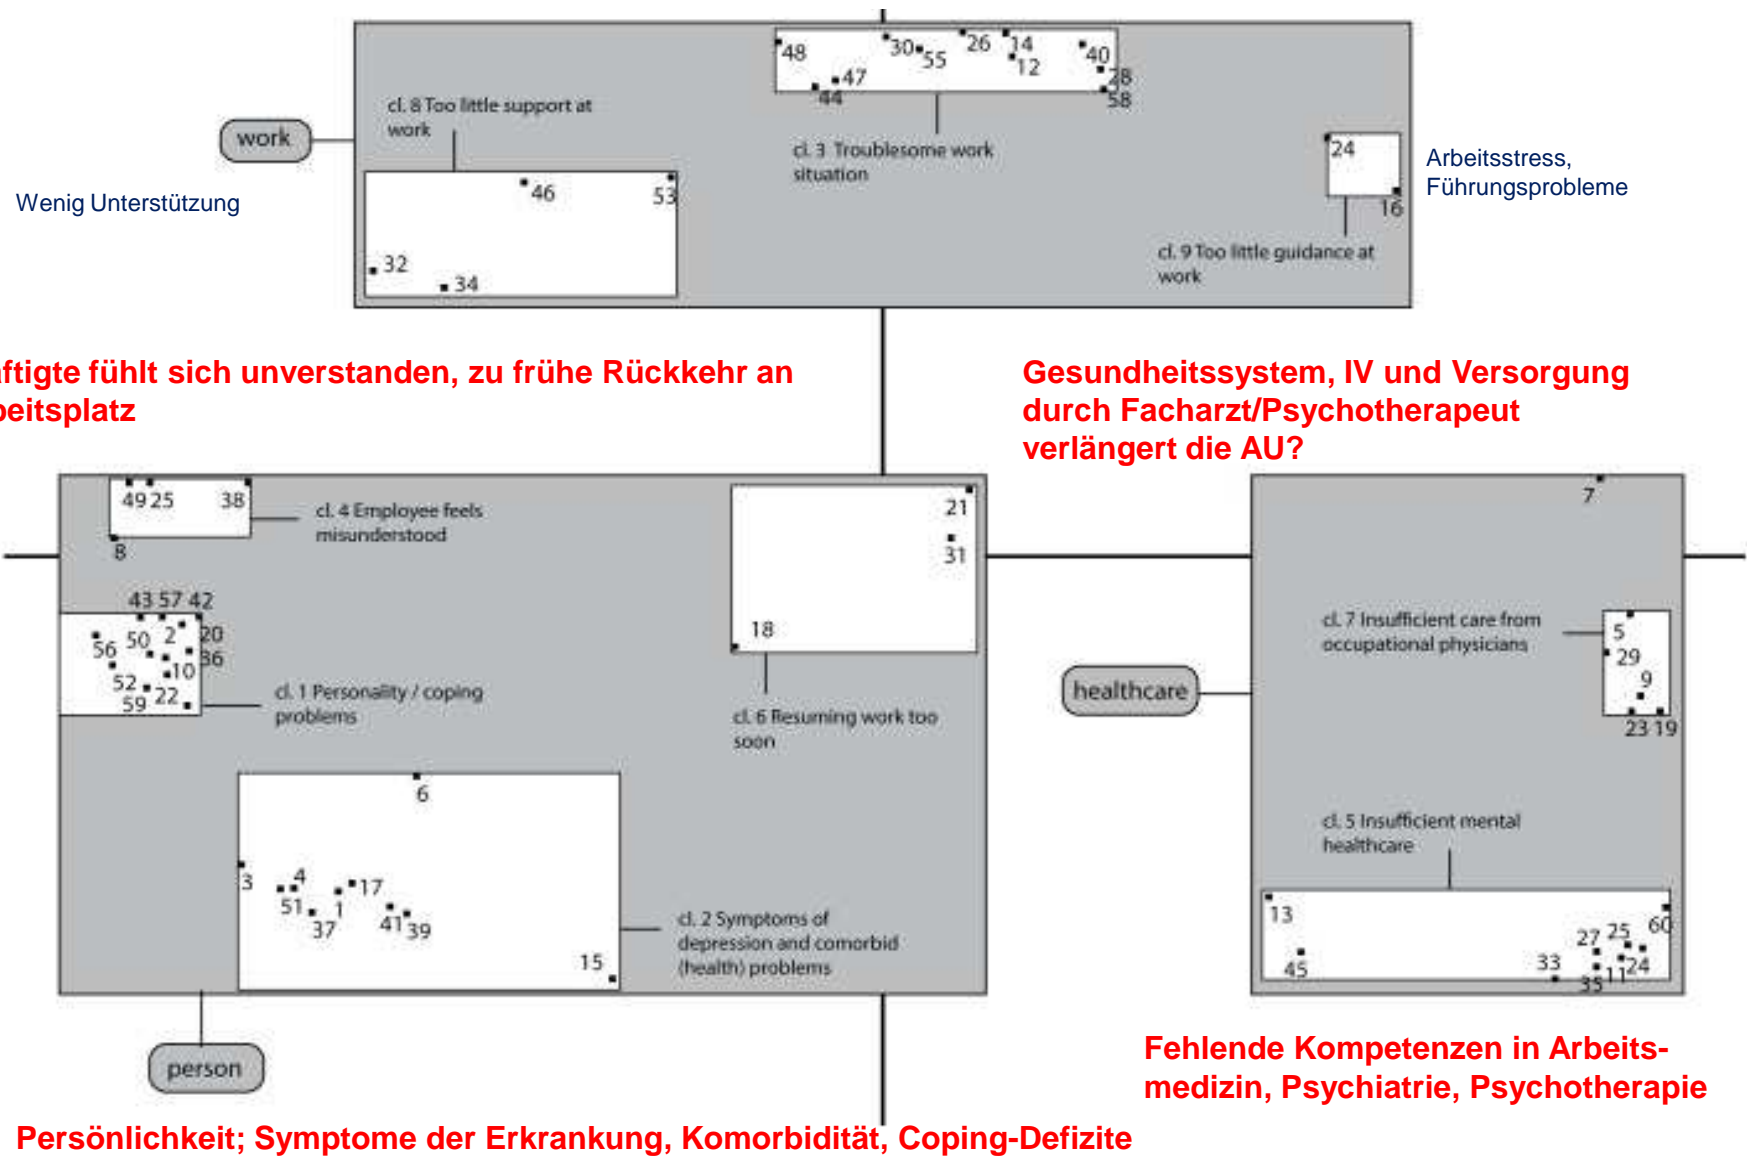 48
30
55
26
14
12
40
28
58
47
44
cl. 8 Too little support at
work
work
cl. 3 Troublesome work
situation
24
16
Arbeitsstress,
Führungsprobleme
Wenig Unterstützung
46
53
32
34
cl. 9 Too little guidance at
work
ftigte fühlt sich unverstanden, zu frühe Rückkehr an
beitsplatz
Gesundheitssystem, IV und Versorgung
durch Facharzt/Psychotherapeut
verlängert die AU?
49 25 38
8
cl. 4 Employee feels
misunderstood
21
31
18
7
43 57 42
56 50 2 20
36
10
52
59 22
cl. 1 Personality / coping
problems
cl. 6 Resuming work too
soon
healthcare
cl. 7 Insufficient care from
occupational physicians
5
29
9
23 19
6
3
4
51
37
1
17
41 39
15
cl. 2 Symptoms of
depression and comorbid
(health) problems
cl. 5 Insufficient mental
healthcare
13
45
33
27 25 60
35 11 24
person
Fehlende Kompetenzen in Arbeits-
medizin, Psychiatrie, Psychotherapie
Persönlichkeit; Symptome der Erkrankung, Komorbidität, Coping-Defizite